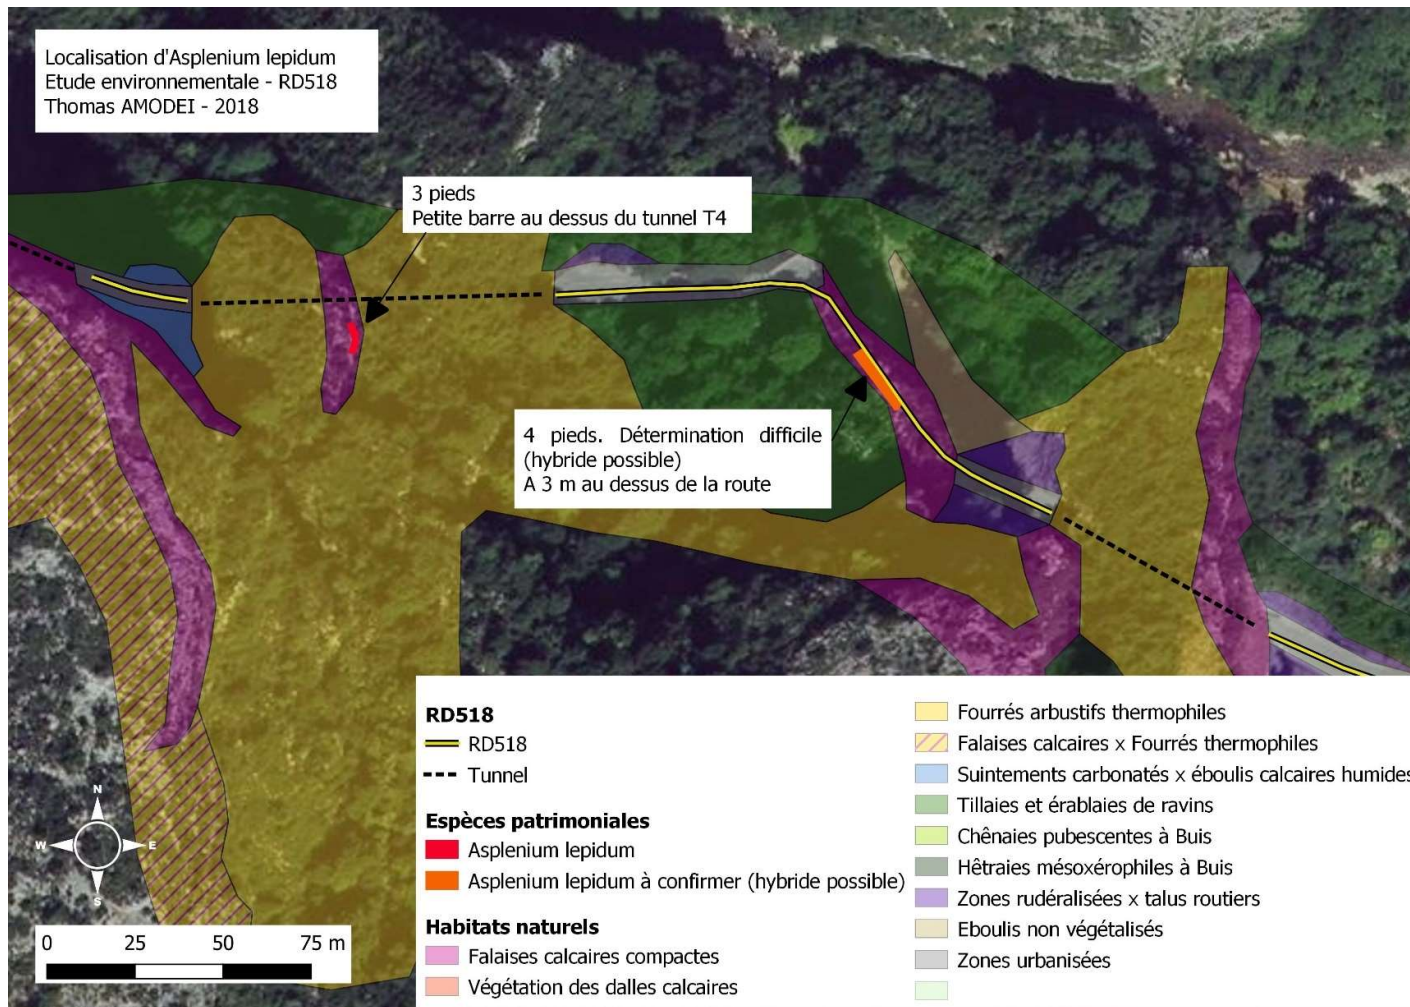 Localisation d'Asplenium lepidum
Etude environnementale - RD518
Thomas AMODEI - 2018
3 pieds
Petite barre au dessus du tunnel T4
4 pieds. Détermination difficile
(hybride possible)
A 3 m au dessus de la route
N
W
E
S
0 25 50 75 m
RD518
RD518
Tunnel
Espèces patrimoniales
Asplenium lepidum
Asplenium lepidum à confirmer (hybride possible)
Habitats naturels
Falaises calcaires compactes
Végétation des dalles calcaires
Fourrés arbustifs thermophiles
Falaises calcaires x Fourrés thermophiles
Suintements carbonatés x éboulis calcaires humides
Tillaies et érablaies de ravins
Chênaies pubescentes à Buis
Hêtraies mésoxérophiles à Buis
Zones rudéralisées x talus routiers
Eboulis non végétalisés
Zones urbanisées